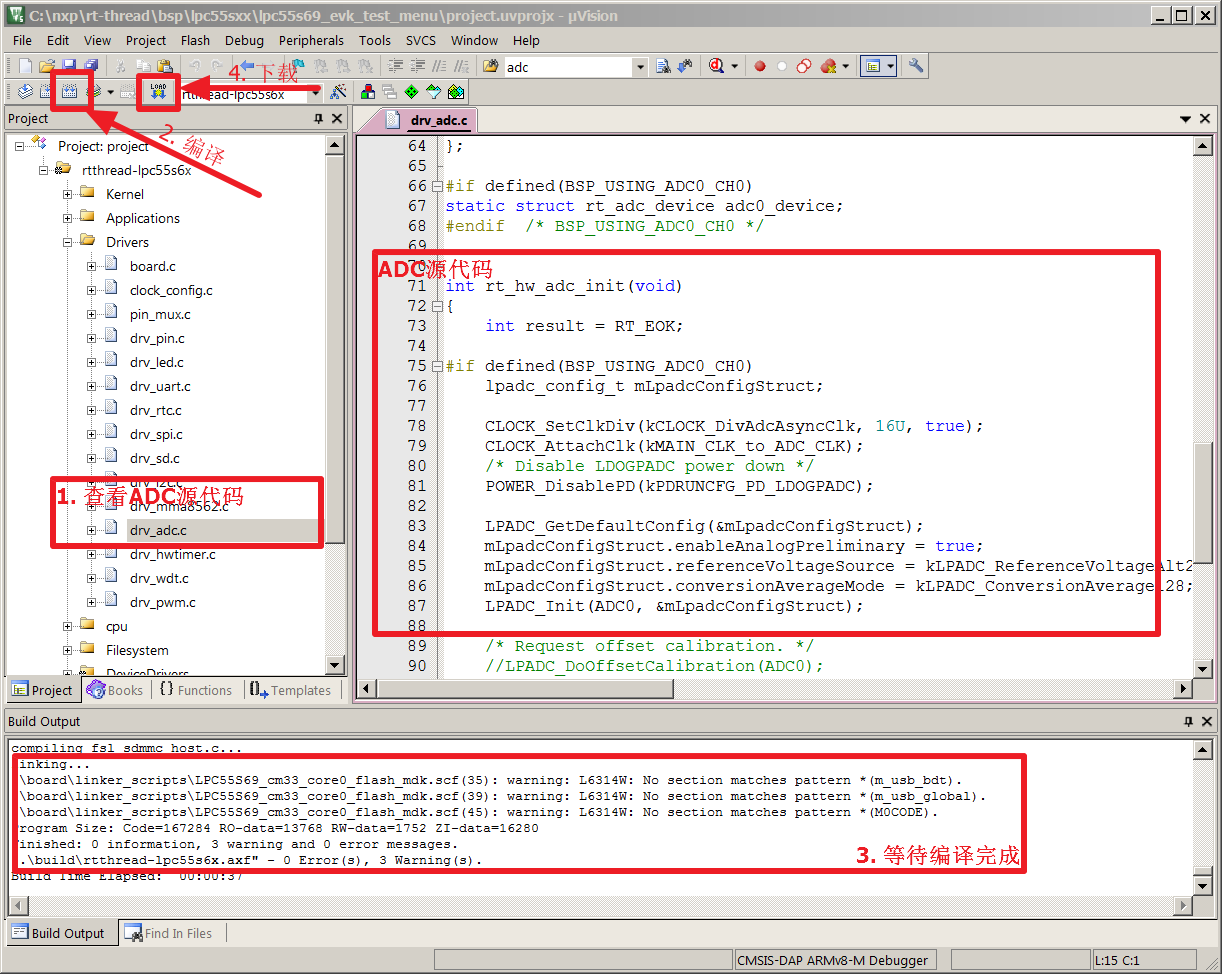 C:\nxp\rt-thread\bsp\lpc55sxx\lpc55s69_evk_test_menu\project.uvprojx - µVision
File Edit View Project Flash Debug Peripherals Tools SVCS Window Help
adc
4. 下载
LOAD
rtthread-lpc55s6x
Project
drv_adc.c
2. 编译
Project: project
rtthread-lpc55s6x
Kernel
Applications
Drivers
board.c
clock_config.c
pin_mux.c
drv_pin.c
drv_led.c
drv_uart.c
drv_rtc.c
drv_spi.c
drv_sd.c
drv_i2c.c
1. 查看ADC源代码
drv_mma8562.c
drv_adc.c
drv_hwtimer.c
drv_wdt.c
drv_pwm.c
cpu
Filesystem
DeviceDrivers
Project Books Functions Templates
64 };
65
66 #if defined(BSP_USING_ADC0_CH0)
67 static struct rt_adc_device adc0_device;
68 #endif  /* BSP_USING_ADC0_CH0 */
69
70
ADC源代码
71 int rt_hw_adc_init(void)
72 {
73     int result = RT_EOK;
74
75 #if defined(BSP_USING_ADC0_CH0)
76     lpadc_config_t mLpadcConfigStruct;
77
78     CLOCK_SetClkDiv(kCLOCK_DivAdcAsyncClk, 16U, true);
79     CLOCK_AttachClk(kMAIN_CLK_to_ADC_CLK);
80     /* Disable LDOGPADC power down */
81     POWER_DisablePD(kPDRUNCFG_PD_LDOGPADC);
82
83     LPADC_GetDefaultConfig(&mLpadcConfigStruct);
84     mLpadcConfigStruct.enableAnalogPreliminary = true;
85     mLpadcConfigStruct.referenceVoltageSource = kLPADC_ReferenceVoltageAlt2
86     mLpadcConfigStruct.conversionAverageMode = kLPADC_ConversionAverage128;
87     LPADC_Init(ADC0, &mLpadcConfigStruct);
88
89     /* Request offset calibration. */
90     //LPADC_DoOffsetCalibration(ADC0);
Build Output
compiling fsl_sdmmc_host.c...
inking...
\board\linker_scripts\LPC55S69_cm33_core0_flash_mdk.scf(35): warning: L6314W: No section matches pattern *(m_usb_bdt).
\board\linker_scripts\LPC55S69_cm33_core0_flash_mdk.scf(39): warning: L6314W: No section matches pattern *(m_usb_global).
\board\linker_scripts\LPC55S69_cm33_core0_flash_mdk.scf(45): warning: L6314W: No section matches pattern *(M0CODE).
rogram Size: Code=167284 RO-data=13768 RW-data=1752 ZI-data=16280
inished: 0 information, 3 warning and 0 error messages.
.\build\rtthread-lpc55s6x.axf" - 0 Error(s), 3 Warning(s).
3. 等待编译完成
Build Time Elapsed:  00:00:37
Build Output Find In Files
CMSIS-DAP ARMv8-M Debugger L:15 C:1